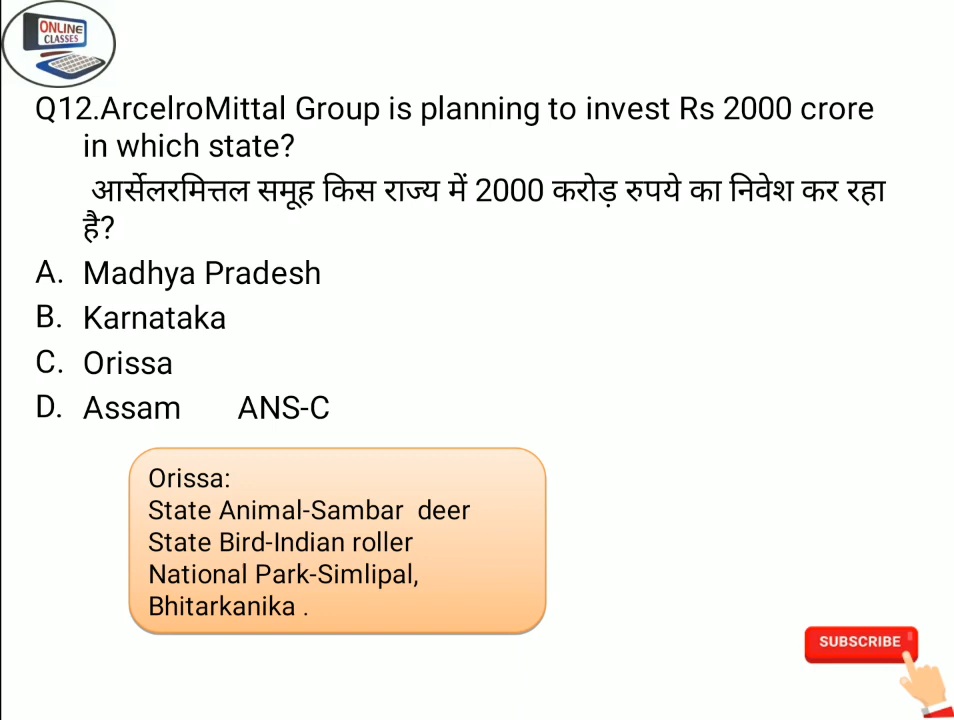 ONLINE
CLASSES
Q12.ArcelroMittal Group is planning to invest Rs 2000 crore
in which state?
आर्सेलरमित्तल समूह किस राज्य में 2000 करोड़ रुपये का निवेश कर रहा
है?
A. Madhya Pradesh
B. Karnataka
C. Orissa
D. Assam ANS-C
Orissa:
State Animal-Sambar deer
State Bird-Indian roller
National Park-Simlipal,
Bhitarkanika .
SUBSCRIBE